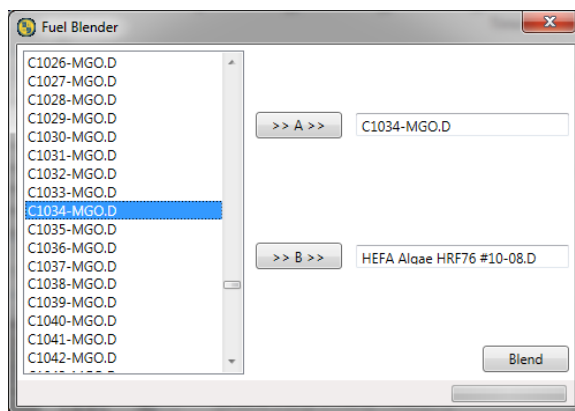 Fuel Blender
C1026-MGO.D
C1027-MGO.D
C1028-MGO.D
C1029-MGO.D
C1030-MGO.D
C1031-MGO.D
C1032-MGO.D
C1033-MGO.D
C1034-MGO.D
C1035-MGO.D
C1036-MGO.D
C1037-MGO.D
C1038-MGO.D
C1039-MGO.D
C1040-MGO.D
C1041-MGO.D
C1042-MGO.D
>> A >>
C1034-MGO.D
>> B >>
HEFA Algae HRF76 #10-08.D
Blend